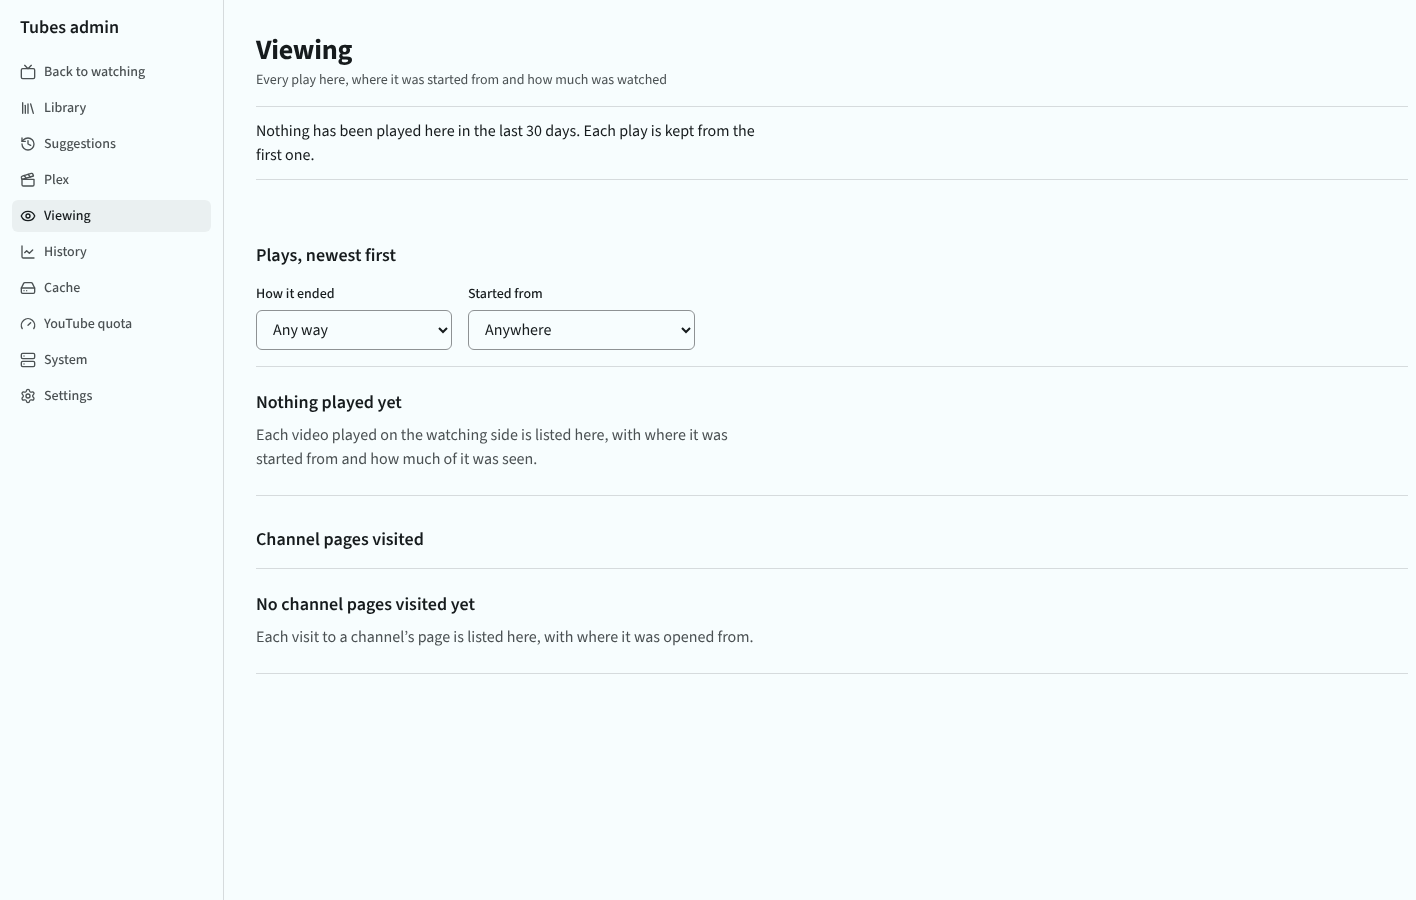 Tubes admin
Back to watching
Library
Suggestions
Plex
Viewing
History
Cache
YouTube quota
System
Settings
Viewing
Every play here, where it was started from and how much was watched
Nothing has been played here in the last 30 days. Each play is kept from the
first one.
Plays, newest first
How it ended
Started from
Any way
Anywhere
Nothing played yet
Each video played on the watching side is listed here, with where it was
started from and how much of it was seen.
Channel pages visited
No channel pages visited yet
Each visit to a channel’s page is listed here, with where it was opened from.